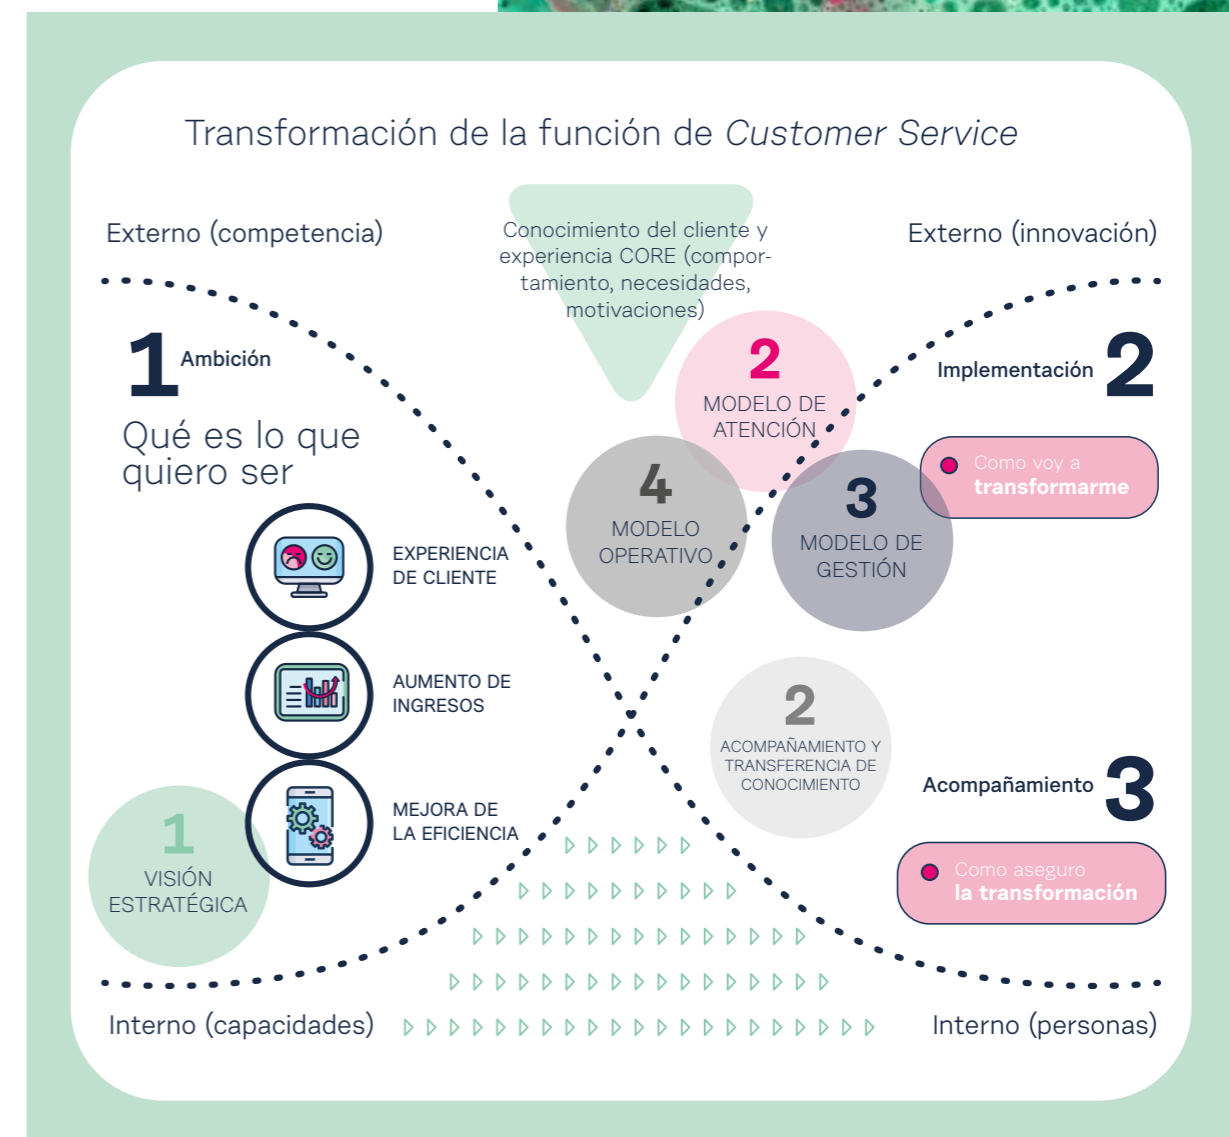 Transformación de la función de Customer Service
Externo (competencia)
Conocimiento del cliente y
experiencia CORE (compor-
tamiento, necesidades,
motivaciones)
Externo (innovación)
1
Ambición
Qué es lo que
quiero ser
EXPERIENCIA
DE CLIENTE
AUMENTO DE
INGRESOS
MEJORA DE
LA EFICIENCIA
1
VISIÓN
ESTRATÉGICA
2
MODELO DE
ATENCIÓN
4
MODELO
OPERATIVO
3
MODELO DE
GESTIÓN
Implementación
2
Como voy a
transformarme
2
ACOMPAÑAMIENTO Y
TRANSFERENCIA DE
CONOCIMIENTO
Acompañamiento
3
Como aseguro
la transformación
Interno (capacidades)
Interno (personas)